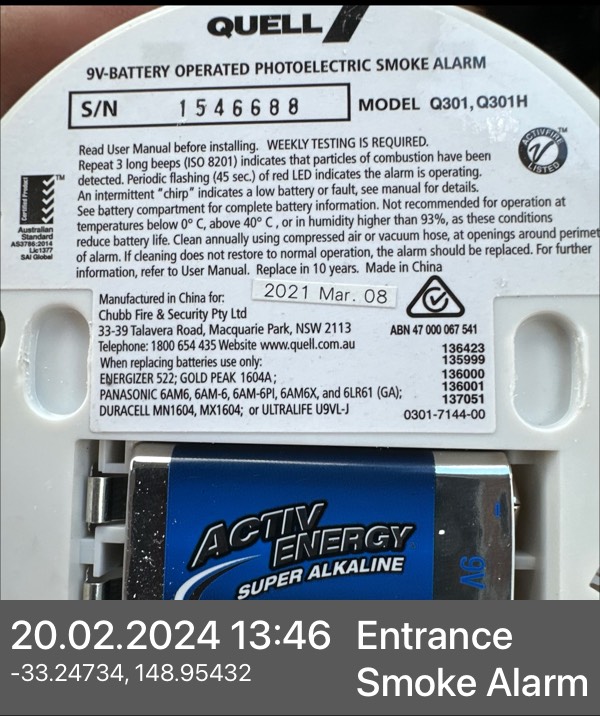 QUELL
9V-BATTERY OPERATED PHOTOELECTRIC SMOKE ALARM
S/N 1546688 MODEL Q301, Q301H
Read User Manual before installing. WEEKLY TESTING IS REQUIRED.
Repeat 3 long beeps (ISO 8201) indicates that particles of combustion have been
detected. Periodic flashing (45 sec.) of red LED indicates the alarm is operating.
An intermittent "chirp" indicates a low battery or fault, see manual for details.
See battery compartment for complete battery information. Not recommended for operation at
temperatures below 0° C, above 40° C, or in humidity higher than 93%, as these conditions
reduce battery life. Clean annually using compressed air or vacuum hose, at openings around perimet
of alarm. If cleaning does not restore to normal operation, the alarm should be replaced. For further
information, refer to User Manual. Replace in 10 years. Made in China
ACTIVFIRE
LISTED
TM
Certified Product
TM
Australian
Standard
AS3786:2014
Lic1377
SAI Global
Manufactured in China for: 2021 Mar. 08
Chubb Fire & Security Pty Ltd
33-39 Talavera Road, Macquarie Park, NSW 2113
Telephone: 1800 654 435 Website www.quell.com.au
When replacing batteries use only:
ENERGIZER 522; GOLD PEAK 1604A;
PANASONIC 6AM6, 6AM-6, 6AM-6PI, 6AM6X, and 6LR61 (GA);
DURACELL MN1604, MX1604; or ULTRALIFE U9VL-J
ABN 47 000 067 541
136423
135999
136000
136001
137051
0301-7144-00
ACTIV
ENERGY
SUPER ALKALINE
9V
20.02.2024 13:46
-33.24734, 148.95432
Entrance
Smoke Alarm